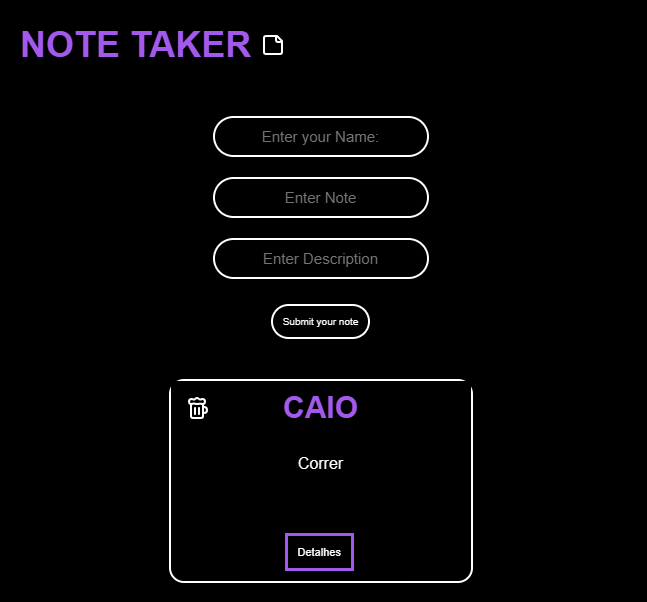 NOTE TAKER
Enter your Name:
Enter Note
Enter Description
Submit your note
CAIO
Correr
Detalhes